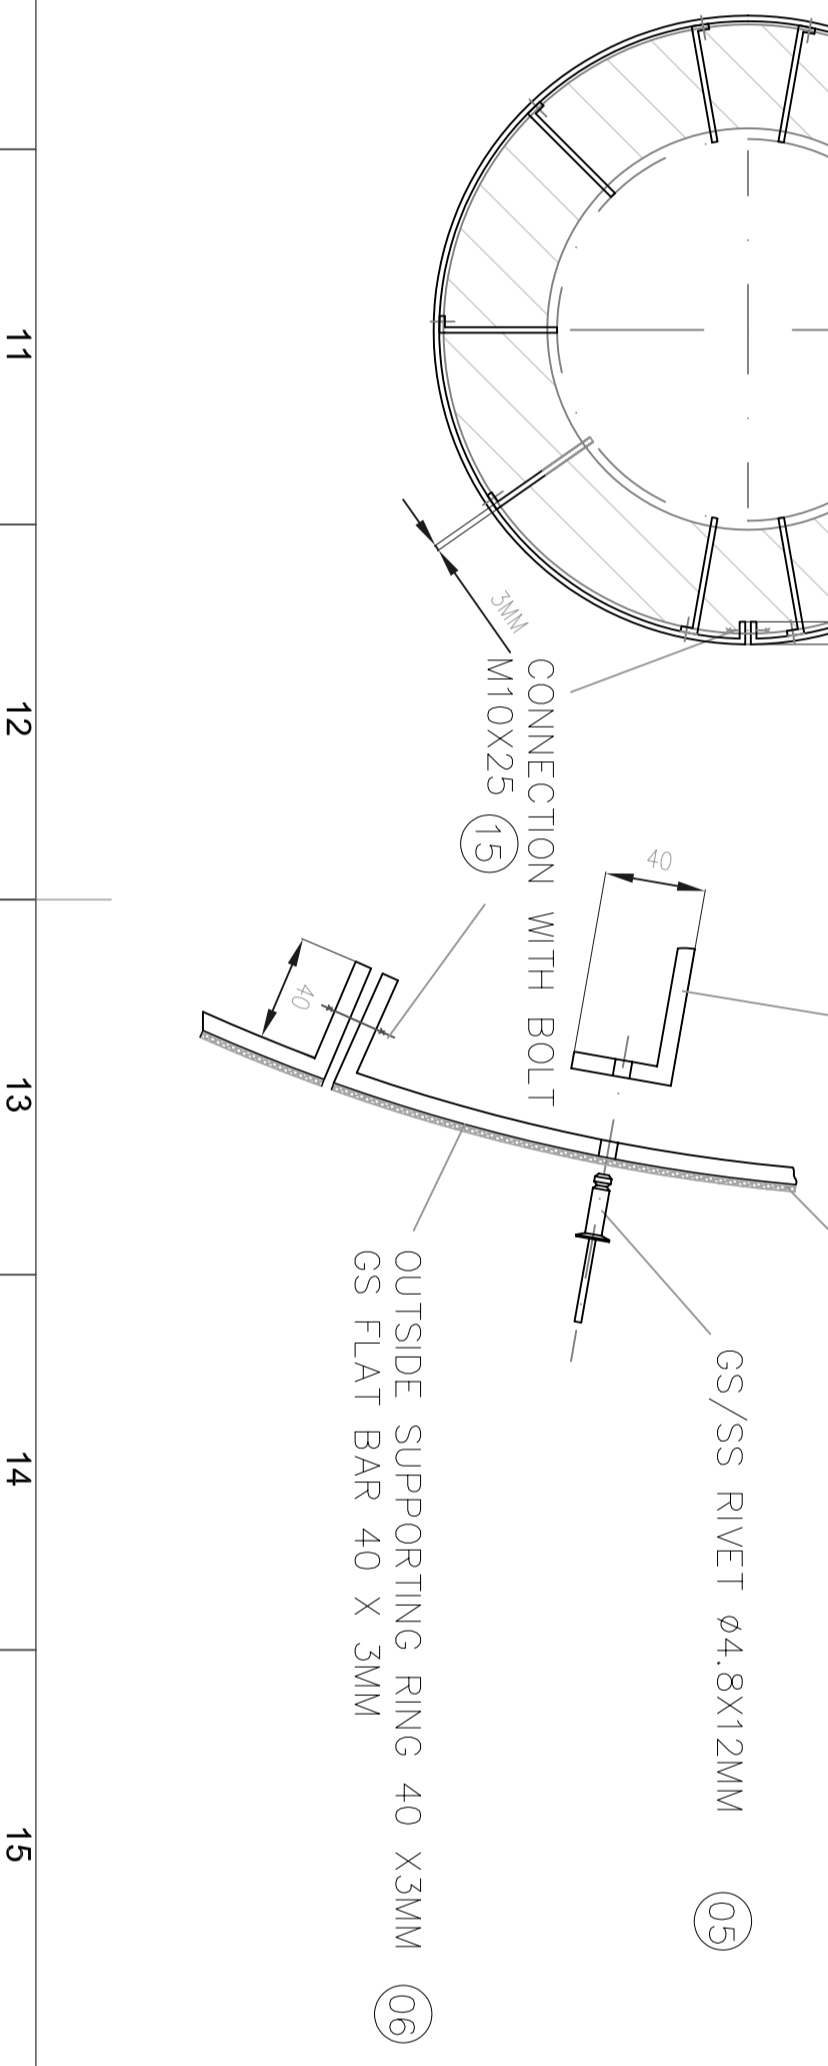 11
12
13
14
15
3MM
CONNECTION WITH BOLT
M10X25 15
40
40
GS/SS RIVET Ø4.8X12MM 05
OUTSIDE SUPPORTING RING 40 X3MM 06
GS FLAT BAR 40 X 3MM